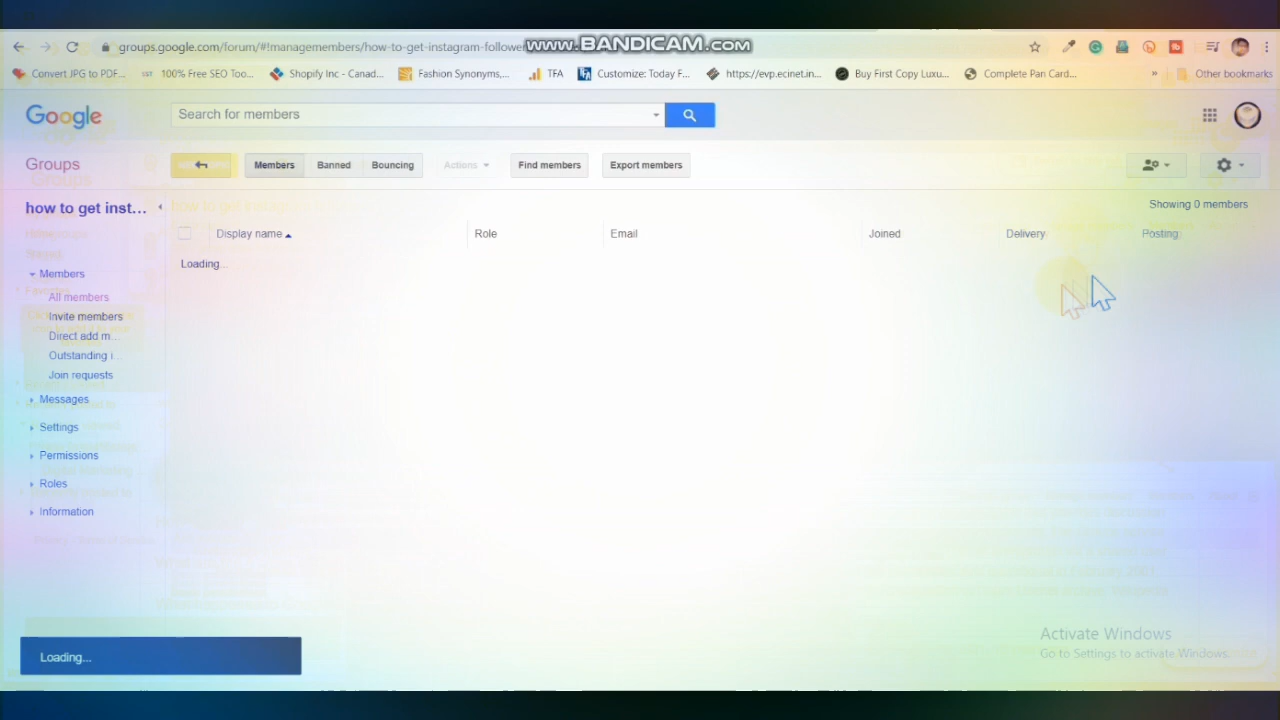 groups.google.com/forum/#!managemembers/how-to-get-instagram-follower
www.BANDICAM.com
Convert JPG to PDF... 100% Free SEO Too... Shopify Inc - Canad... Fashion Synonyms,... TFA Customize: Today F... https://evp.ecinet.in... Buy First Copy Luxu... Complete Pan Card... » Other bookmarks
Google
Search for members
Groups
Members Banned Bouncing Actions Find members Export members
how to get inst...
Showing 0 members
Display name Role Email Joined Delivery Posting
Loading...
Members
All members
Invite members
Direct add m...
Outstanding i...
Join requests
Messages
Settings
Permissions
Roles
Information
Loading...
Activate Windows
Go to Settings to activate Windows.